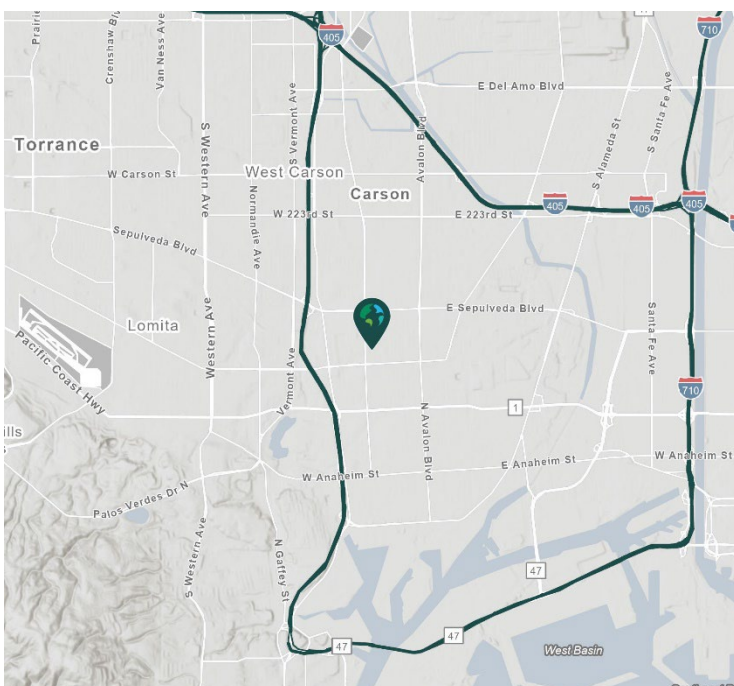 405
710
Prairie
Crenshaw Blvd
Van Ness Ave
E Del Amo Blvd
S Western Ave
S Vermont Ave
Avalon Blvd
S Alameda St
S Santa Fe Ave
Torrance
West Carson
W Carson St
Carson
Normandie Ave
W 223rd St
E 223rd St
405
405
405
Sepulveda Blvd
E Sepulveda Blvd
Lomita
Western Ave
Santa Fe Ave
Pacific Coast Hwy
Vermont Ave
710
1
N Avalon Blvd
ills
W Anaheim St
E Anaheim St
W Anaheim St
Palos Verdes Dr N
S Western Ave
N Gaffey St
47
47
47
West Basin